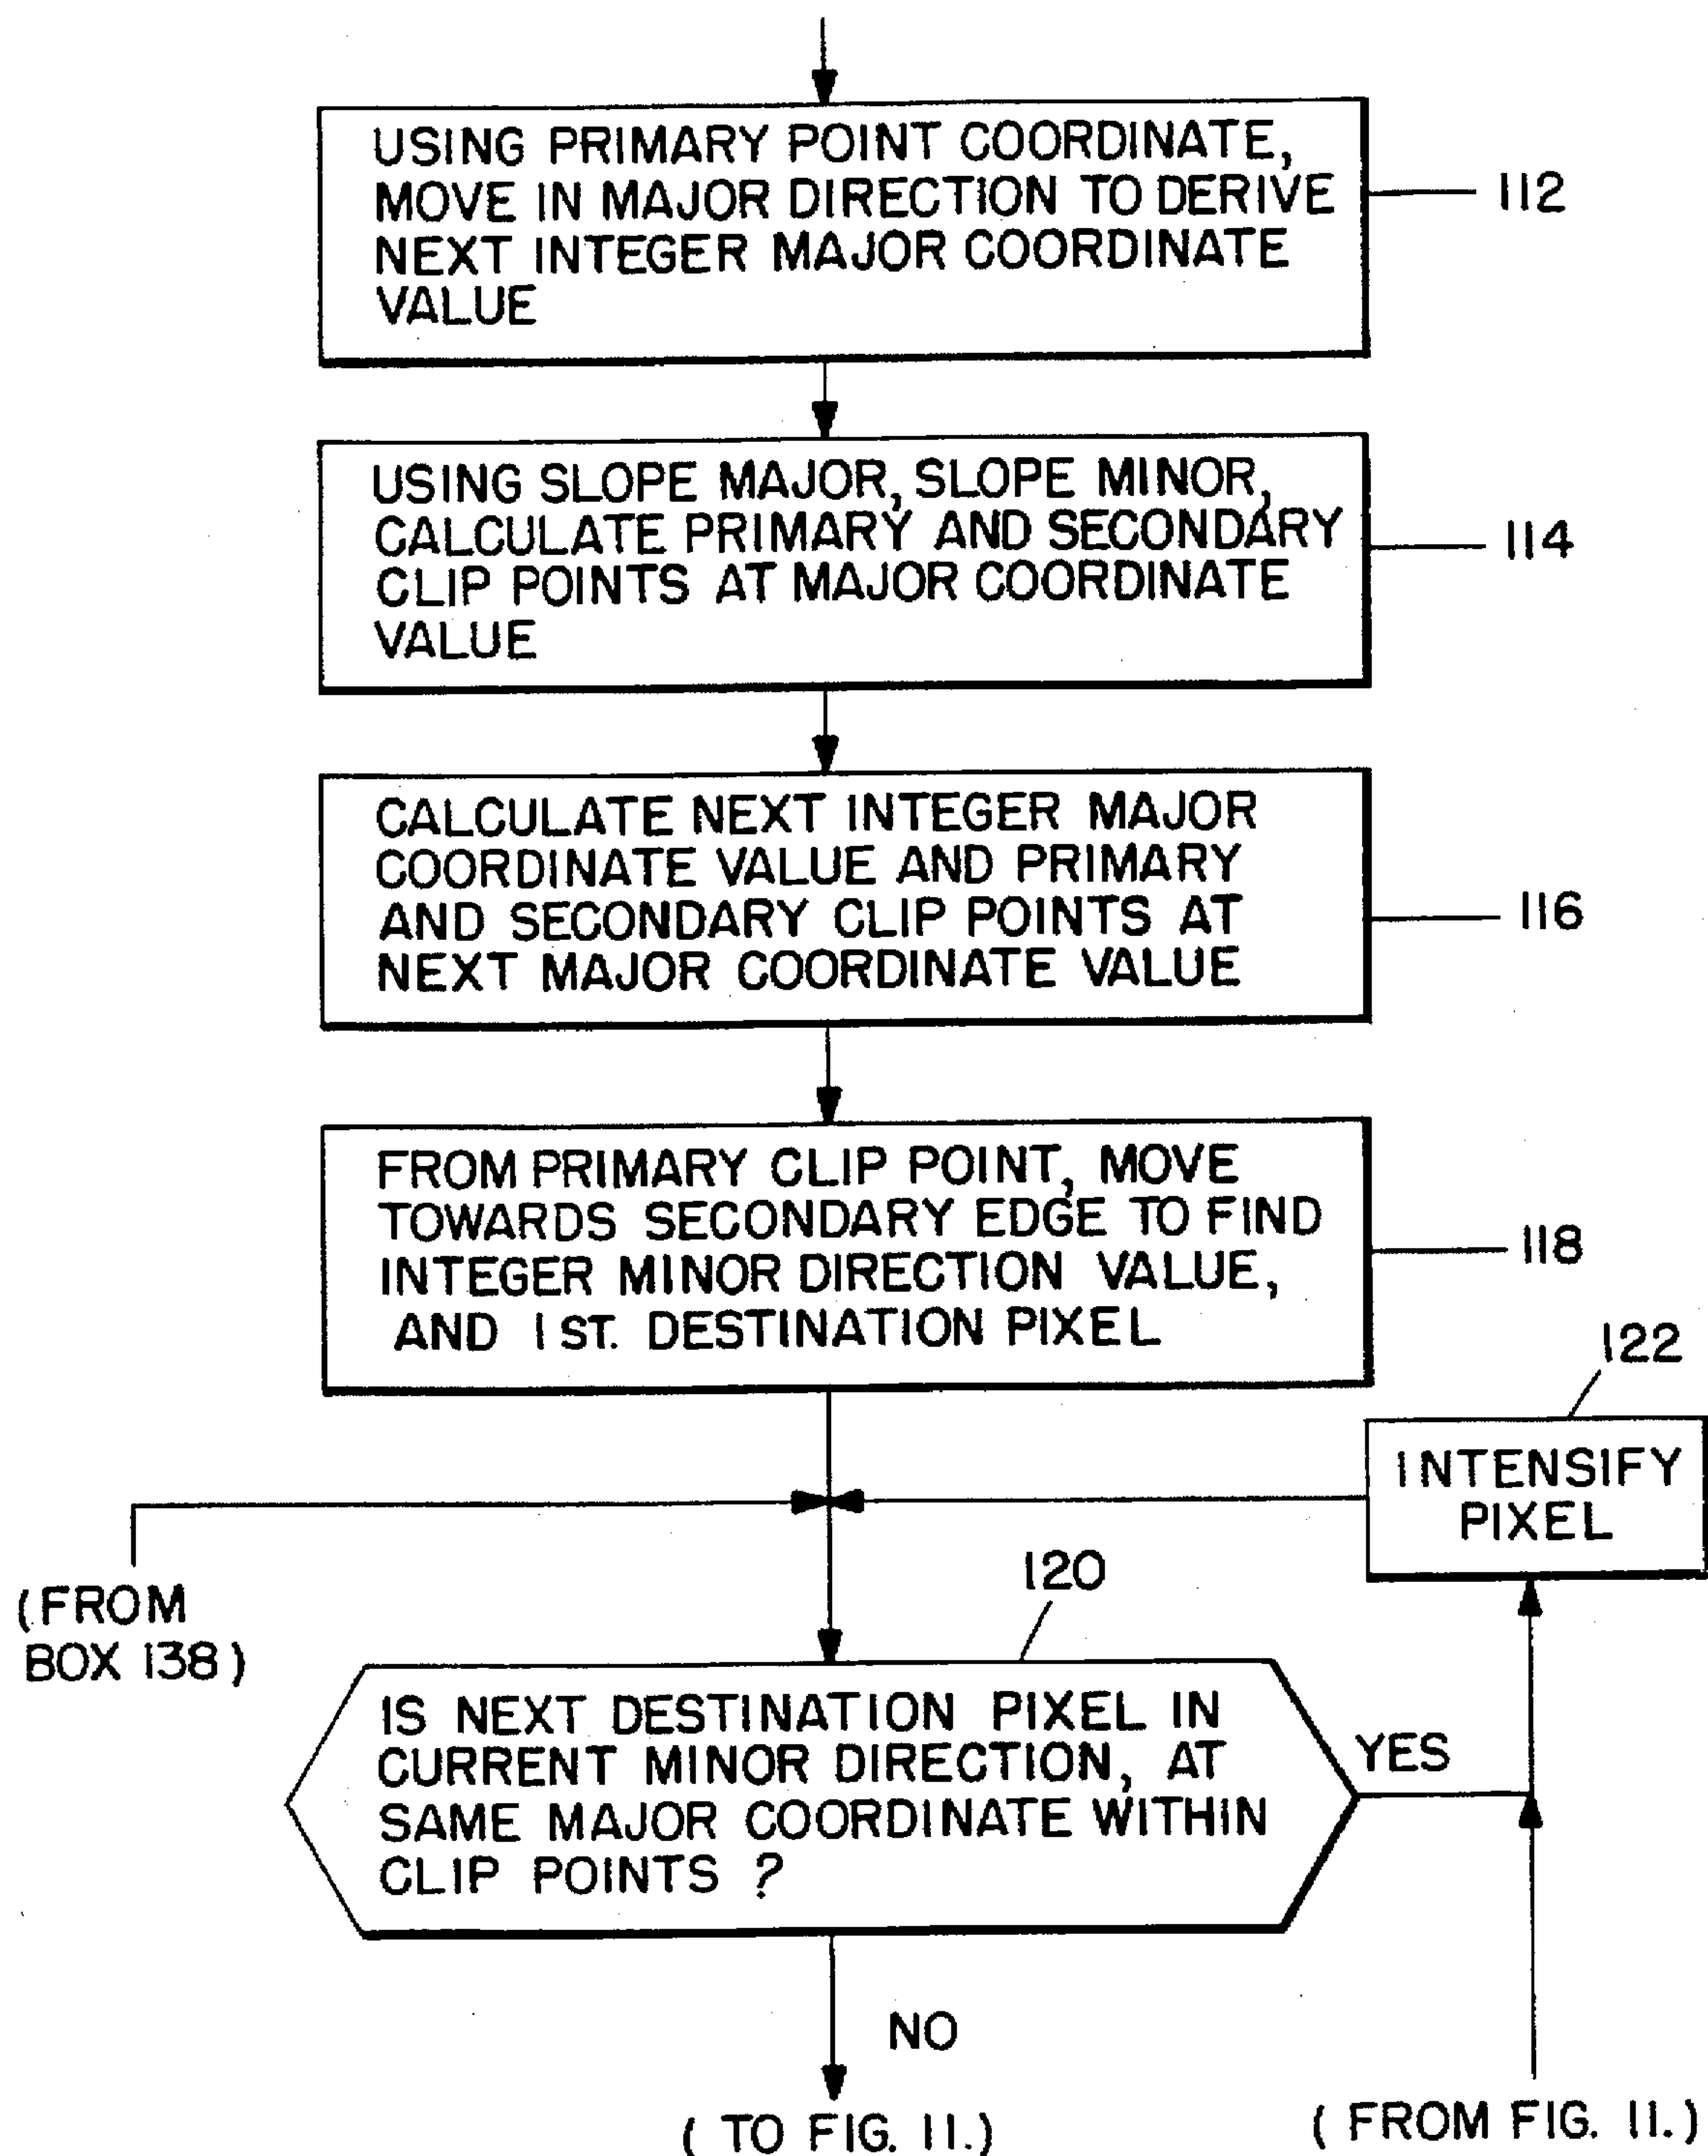 USING PRIMARY POINT COORDINATE,
MOVE IN MAJOR DIRECTION TO DERIVE
NEXT INTEGER MAJOR COORDINATE
VALUE
112
USING SLOPE MAJOR, SLOPE MINOR,
CALCULATE PRIMARY AND SECONDARY
CLIP POINTS AT MAJOR COORDINATE
VALUE
114
CALCULATE NEXT INTEGER MAJOR
COORDINATE VALUE AND PRIMARY
AND SECONDARY CLIP POINTS AT
NEXT MAJOR COORDINATE VALUE
116
FROM PRIMARY CLIP POINT, MOVE
TOWARDS SECONDARY EDGE TO FIND
INTEGER MINOR DIRECTION VALUE,
AND 1ST. DESTINATION PIXEL
118
122
INTENSIFY
PIXEL
(FROM
BOX 138)
120
IS NEXT DESTINATION PIXEL IN
CURRENT MINOR DIRECTION, AT
SAME MAJOR COORDINATE WITHIN
CLIP POINTS ?
YES
NO
( TO FIG. 11.)
( FROM FIG. 11.)